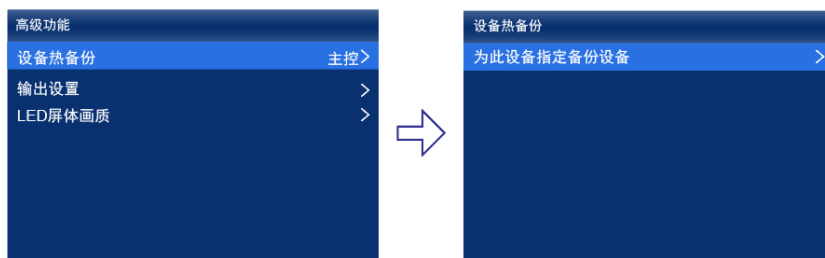 高级功能
设备热备份 主控>
输出设置 >
LED屏体画质 >
设备热备份
为此设备指定备份设备 >